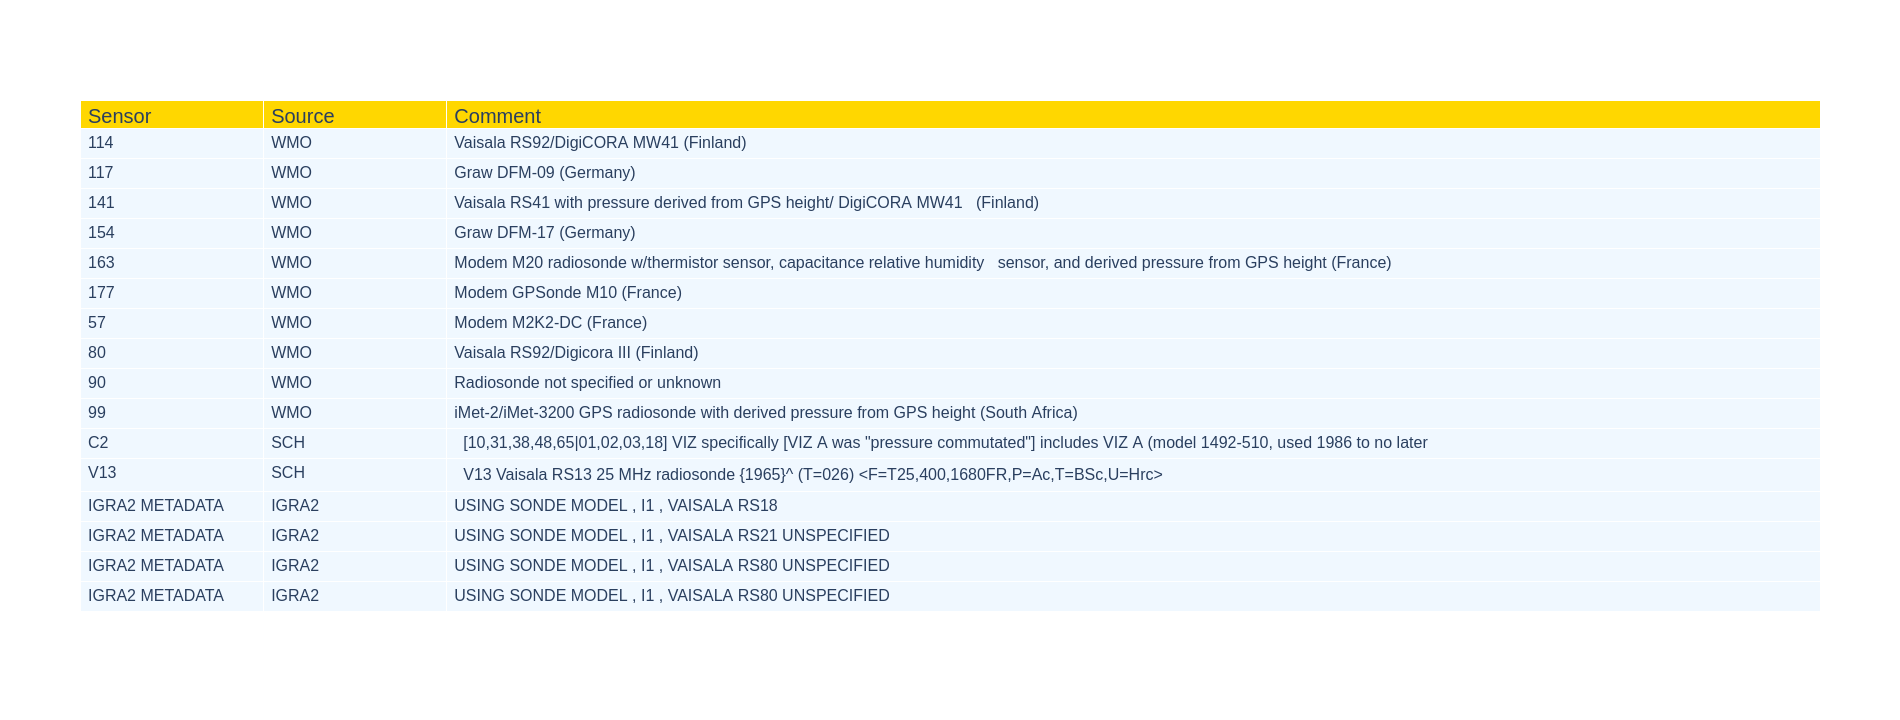 Sensor Source Comment
114 WMO Vaisala RS92/DigiCORA MW41 (Finland)
117 WMO Graw DFM-09 (Germany)
141 WMO Vaisala RS41 with pressure derived from GPS height/ DigiCORA MW41 (Finland)
154 WMO Graw DFM-17 (Germany)
163 WMO Modem M20 radiosonde w/thermistor sensor, capacitance relative humidity sensor, and derived pressure from GPS height (France)
177 WMO Modem GPSonde M10 (France)
57 WMO Modem M2K2-DC (France)
80 WMO Vaisala RS92/Digicora III (Finland)
90 WMO Radiosonde not specified or unknown
99 WMO iMet-2/iMet-3200 GPS radiosonde with derived pressure from GPS height (South Africa)
C2 SCH [10,31,38,48,65|01,02,03,18] VIZ specifically [VIZ A was "pressure commutated"] includes VIZ A (model 1492-510, used 1986 to no later
V13 SCH V13 Vaisala RS13 25 MHz radiosonde {1965}^ (T=026) <F=T25,400,1680FR,P=Ac,T=BSc,U=Hrc>
IGRA2 METADATA IGRA2 USING SONDE MODEL , I1 , VAISALA RS18
IGRA2 METADATA IGRA2 USING SONDE MODEL , I1 , VAISALA RS21 UNSPECIFIED
IGRA2 METADATA IGRA2 USING SONDE MODEL , I1 , VAISALA RS80 UNSPECIFIED
IGRA2 METADATA IGRA2 USING SONDE MODEL , I1 , VAISALA RS80 UNSPECIFIED